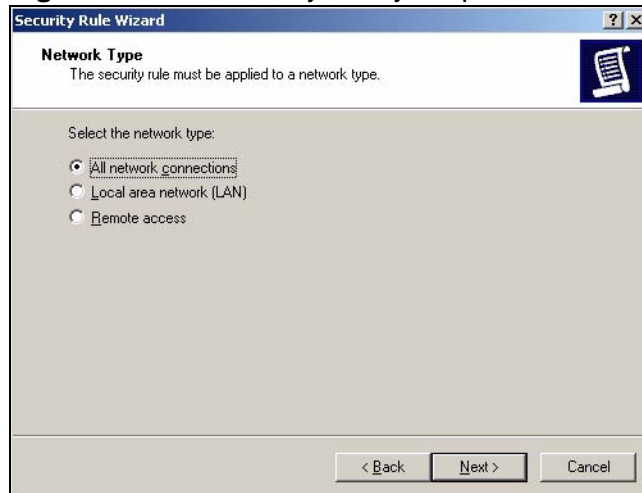 Security Rule Wizard
Network Type
The security rule must be applied to a network type.
Select the network type:
All network connections
Local area network (LAN)
Remote access
< Back
Next >
Cancel